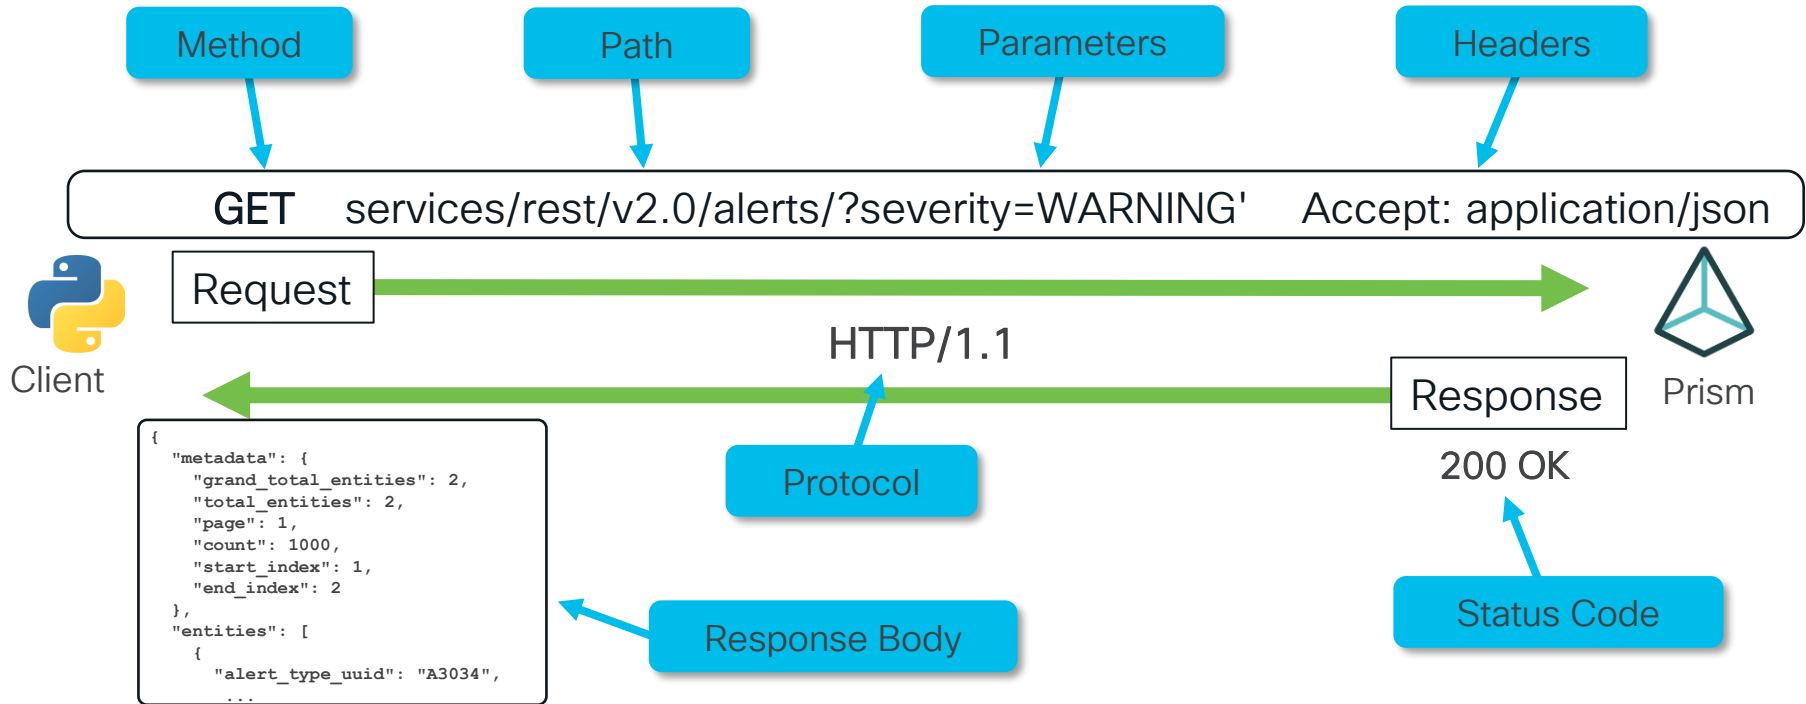 Method
Path
Parameters
Headers
GET services/rest/v2.0/alerts/?severity=WARNING' Accept: application/json
Request
HTTP/1.1
Client
Response
Prism
200 OK
Protocol
{
"metadata": {
"grand_total_entities": 2,
"total_entities": 2,
"page": 1,
"count": 1000,
"start_index": 1,
"end_index": 2
},
"entities": [
{
"alert_type_uuid": "A3034",
...
Response Body
Status Code